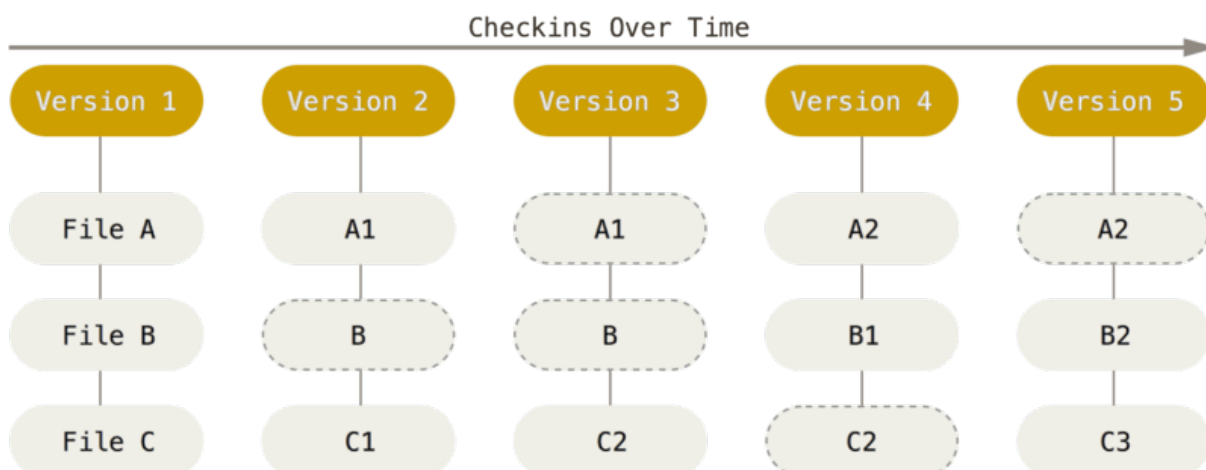 Checkins Over Time
Version 1 Version 2 Version 3 Version 4 Version 5
File A A1 A1 A2 A2
File B B B B1 B2
File C C1 C2 C2 C3